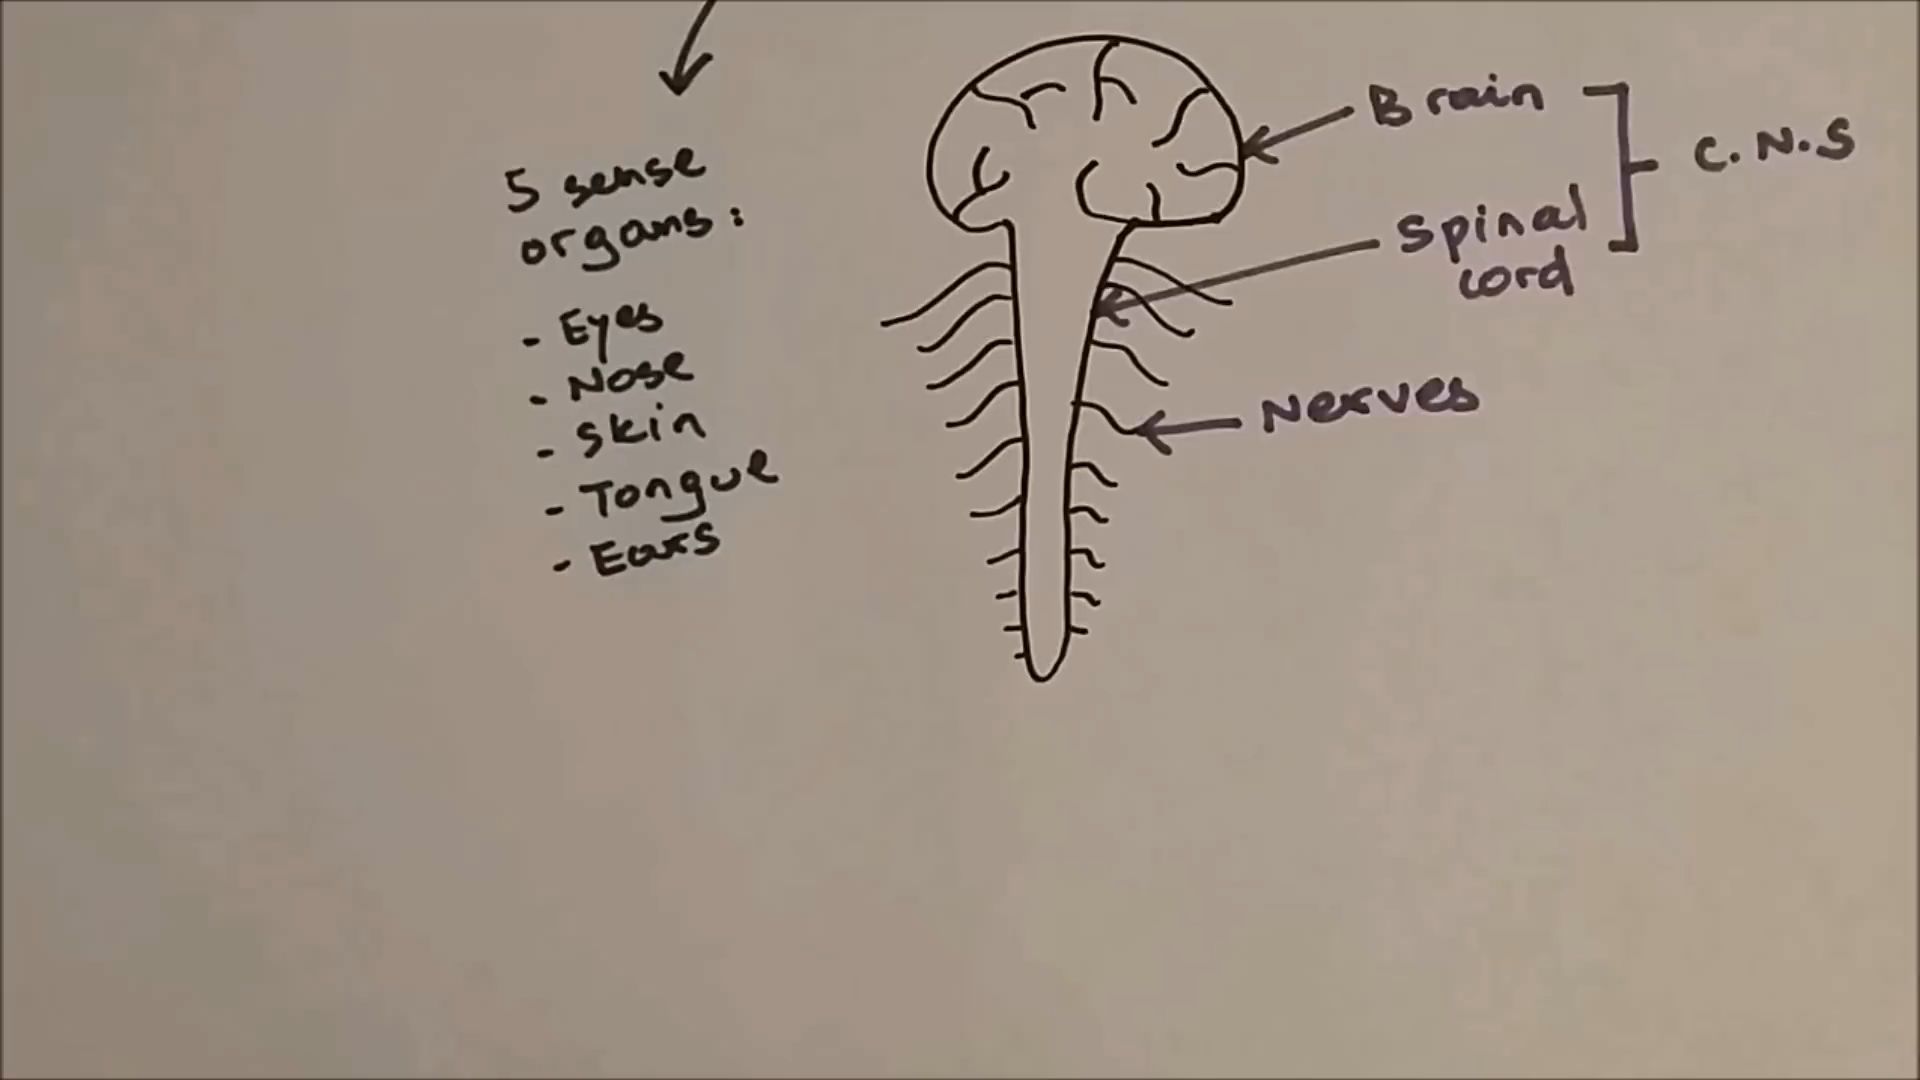 5 sense
organs:
- Eyes
- Nose
- Skin
- Tongue
- Ears
Brain
Spinal
cord
C.N.S
Nerves